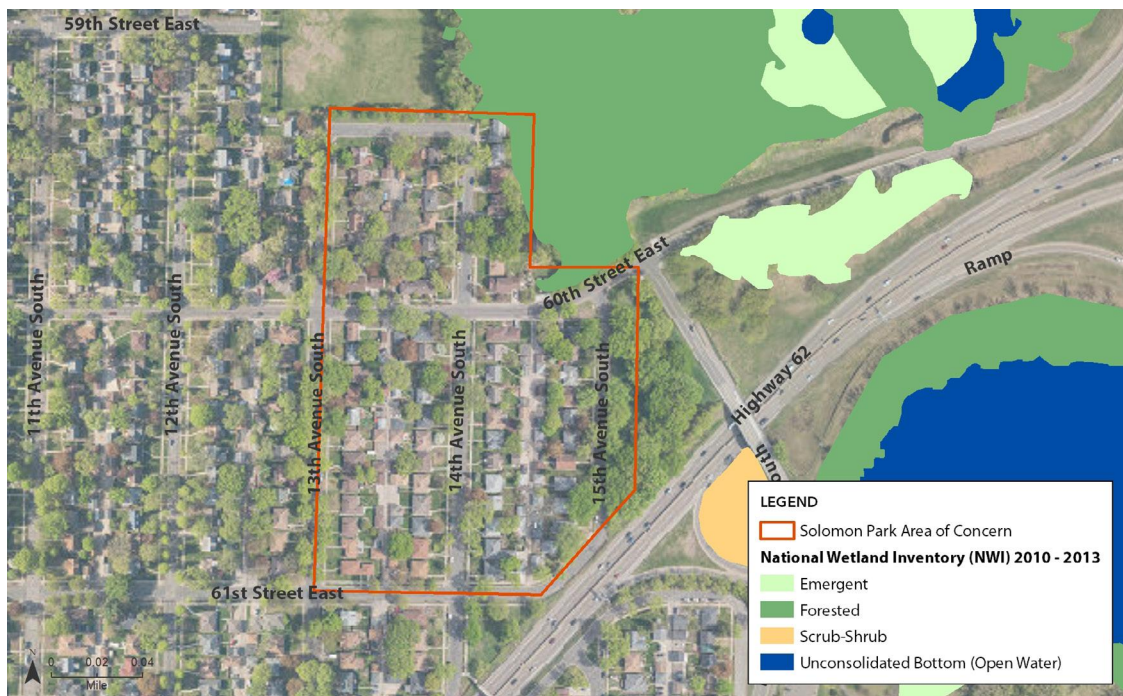 59th Street East
11th Avenue South
12th Avenue South
13th Avenue South
14th Avenue South
15th Avenue South
60th Street East
Ramp
Highway 62
61st Street East
N
0 0.02 0.04
Mile
LEGEND
Solomon Park Area of Concern
National Wetland Inventory (NWI) 2010 - 2013
Emergent
Forested
Scrub-Shrub
Unconsolidated Bottom (Open Water)